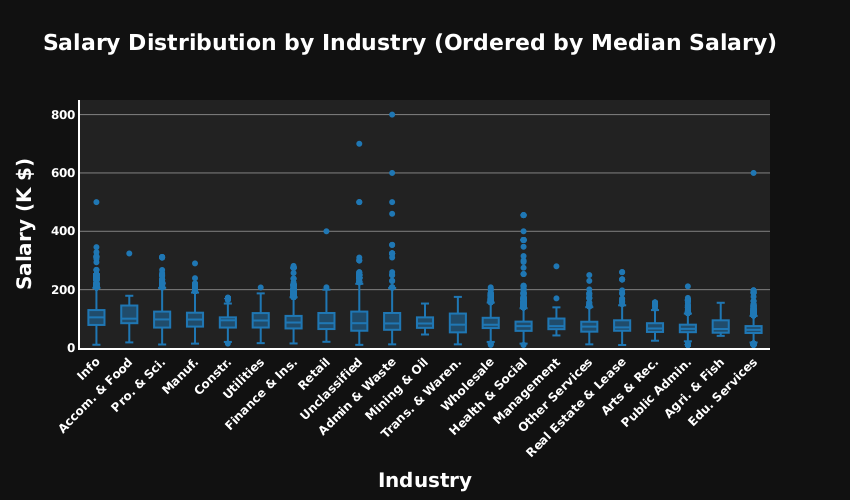 Salary Distribution by Industry (Ordered by Median Salary)
Salary (K $)
800
600
400
200
0
Info
Accom. & Food
Pro. & Sci.
Manuf.
Constr.
Utilities
Finance & Ins.
Retail
Unclassified
Admin & Waste
Mining & Oil
Trans. & Waren.
Wholesale
Health & Social
Management
Other Services
Real Estate & Lease
Arts & Rec.
Public Admin.
Agri. & Fish
Edu. Services
Industry